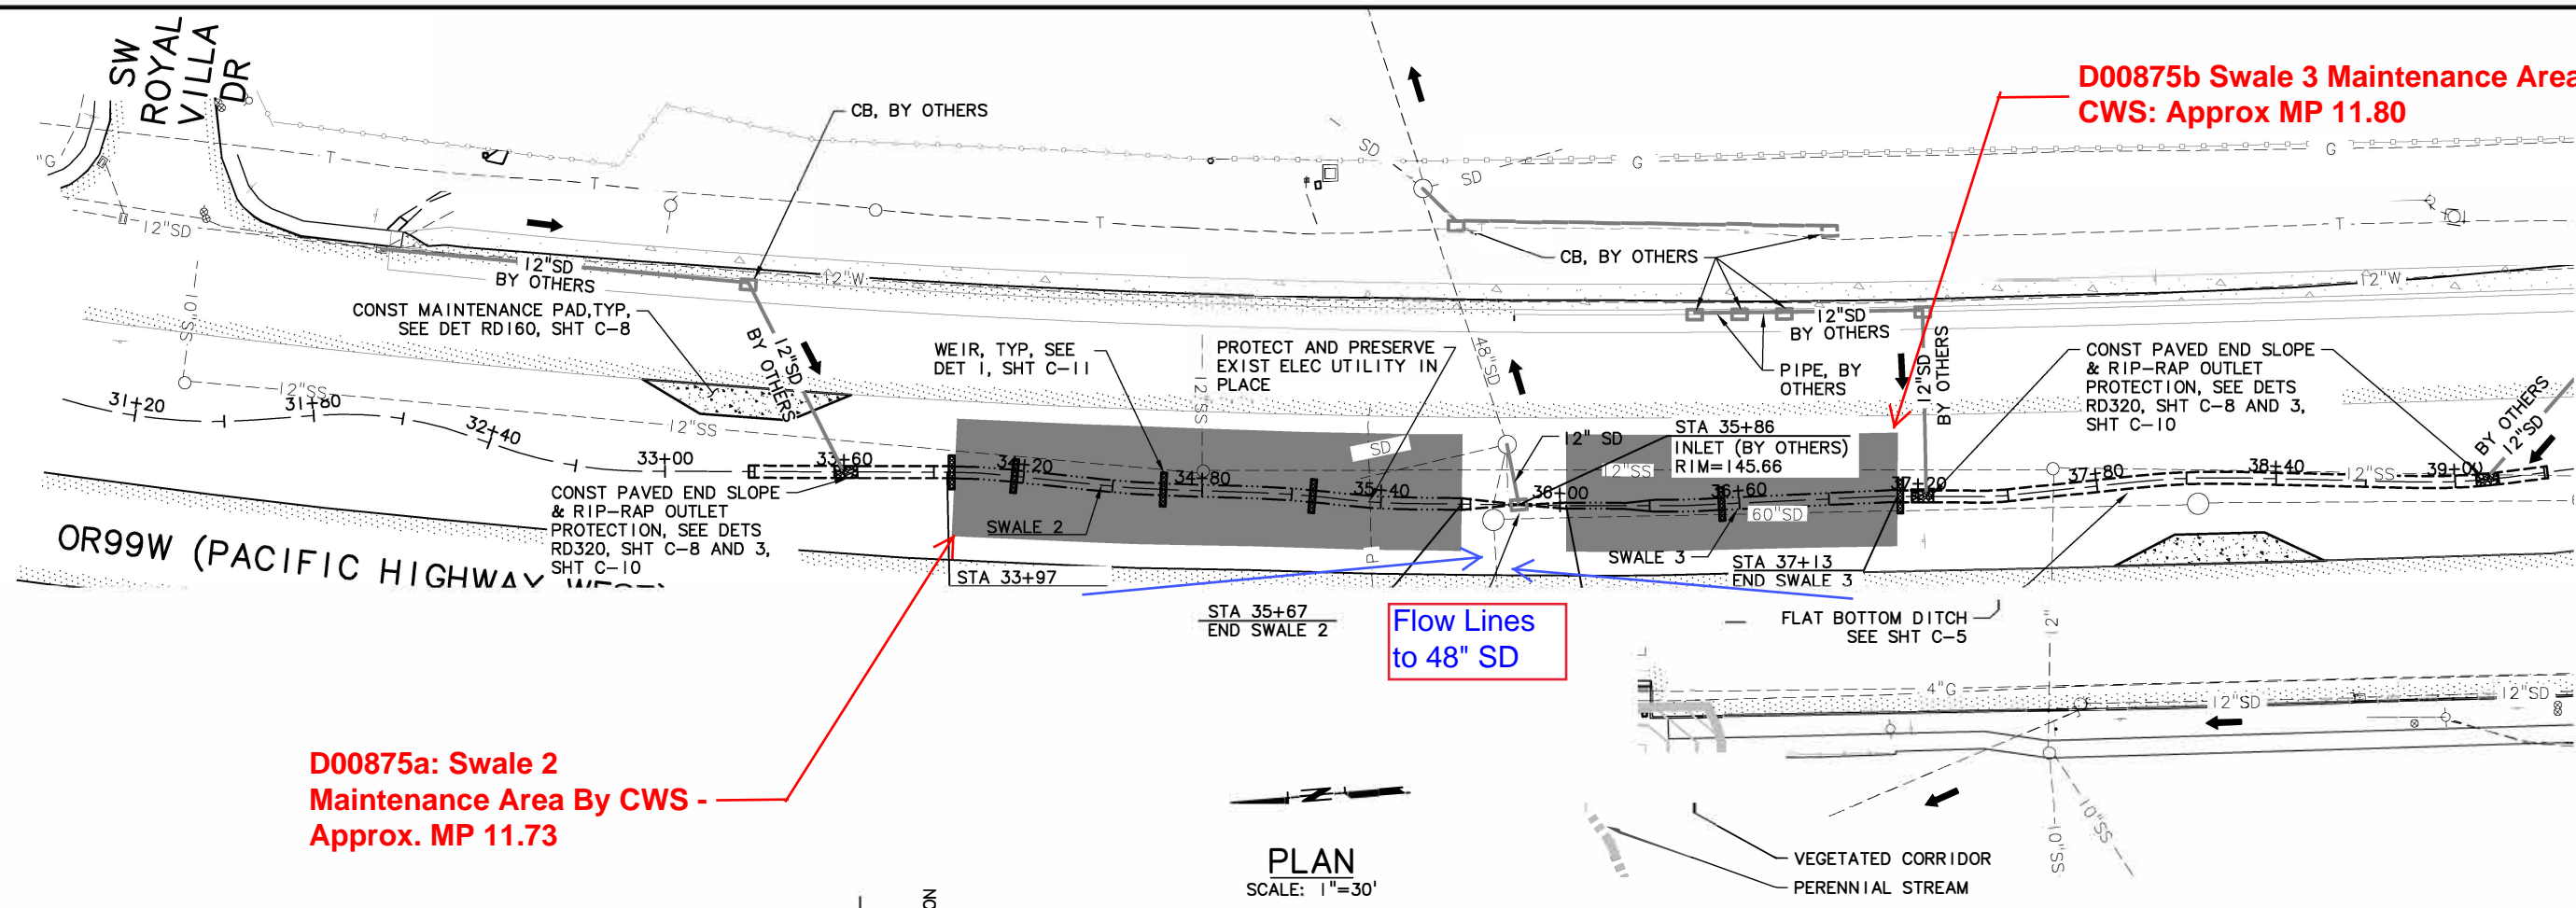 SW
ROYAL
VILLA
DR
CB, BY OTHERS
D00875b Swale 3 Maintenance Area
CWS: Approx MP 11.80
"G
T
T
T
T
SD
SD
G
G
12"SD
12"SD
BY OTHERS
12"W
12"W
CB, BY OTHERS
10"SS
CONST MAINTENANCE PAD,TYP,
SEE DET RD160, SHT C-8
12"SD
BY OTHERS
WEIR, TYP, SEE
DET 1, SHT C-11
PROTECT AND PRESERVE
EXIST ELEC UTILITY IN
PLACE
48"SD
12"SD
BY OTHERS
PIPE, BY
OTHERS
12"SD
BY OTHERS
CONST PAVED END SLOPE
& RIP-RAP OUTLET
PROTECTION, SEE DETS
RD320, SHT C-8 AND 3,
SHT C-10
BY OTHERS
12"SD
12"SS
12"SS
12"SS
31+20
31+80
32+40
33+00
33+60
34+20
34+80
35+40
36+00
36+60
37+20
37+80
38+40
39+00
SD
12" SD
STA 35+86
INLET (BY OTHERS)
RIM=145.66
12"SS
12"SS
60"SD
CONST PAVED END SLOPE
& RIP-RAP OUTLET
PROTECTION, SEE DETS
RD320, SHT C-8 AND 3,
SHT C-10
SWALE 2
SWALE 3
P
OR99W (PACIFIC HIGHWAY WEST)
STA 33+97
STA 37+13
END SWALE 3
STA 35+67
END SWALE 2
Flow Lines
to 48" SD
FLAT BOTTOM DITCH
SEE SHT C-5
12"
4"G
12"SD
12"SD
D00875a: Swale 2
Maintenance Area By CWS -
Approx. MP 11.73
N
10"SS
10"SS
PLAN
SCALE: 1"=30'
VEGETATED CORRIDOR
PERENNIAL STREAM